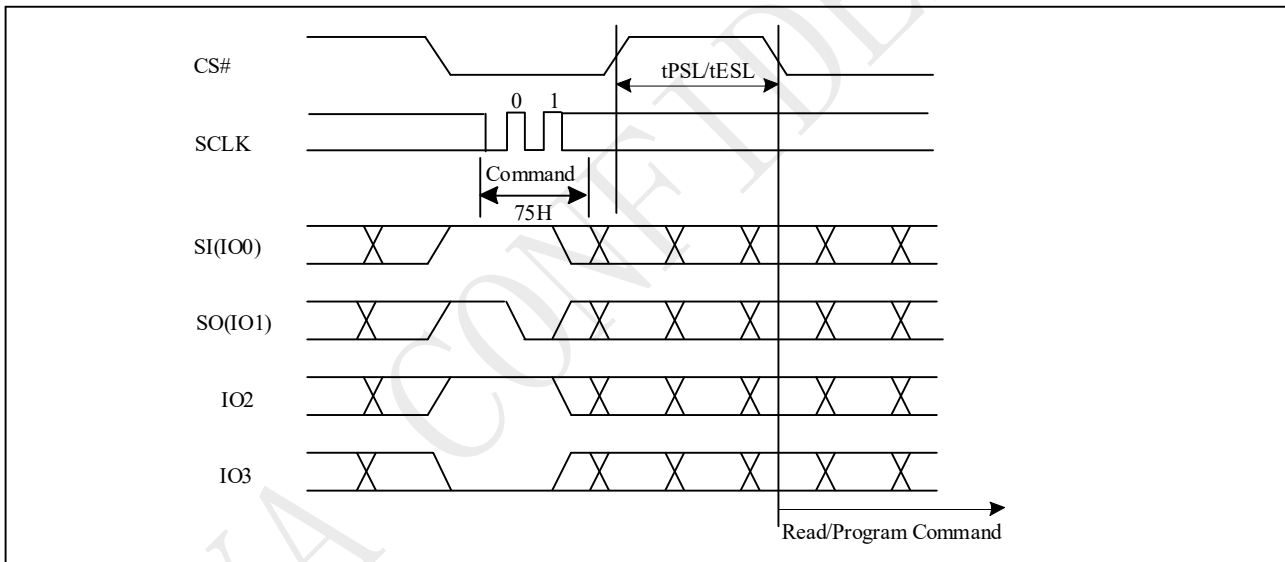 CS#
tPSL/tESL
0 1
SCLK
Command
75H
SI(IO0)
SO(IO1)
IO2
IO3
Read/Program Command